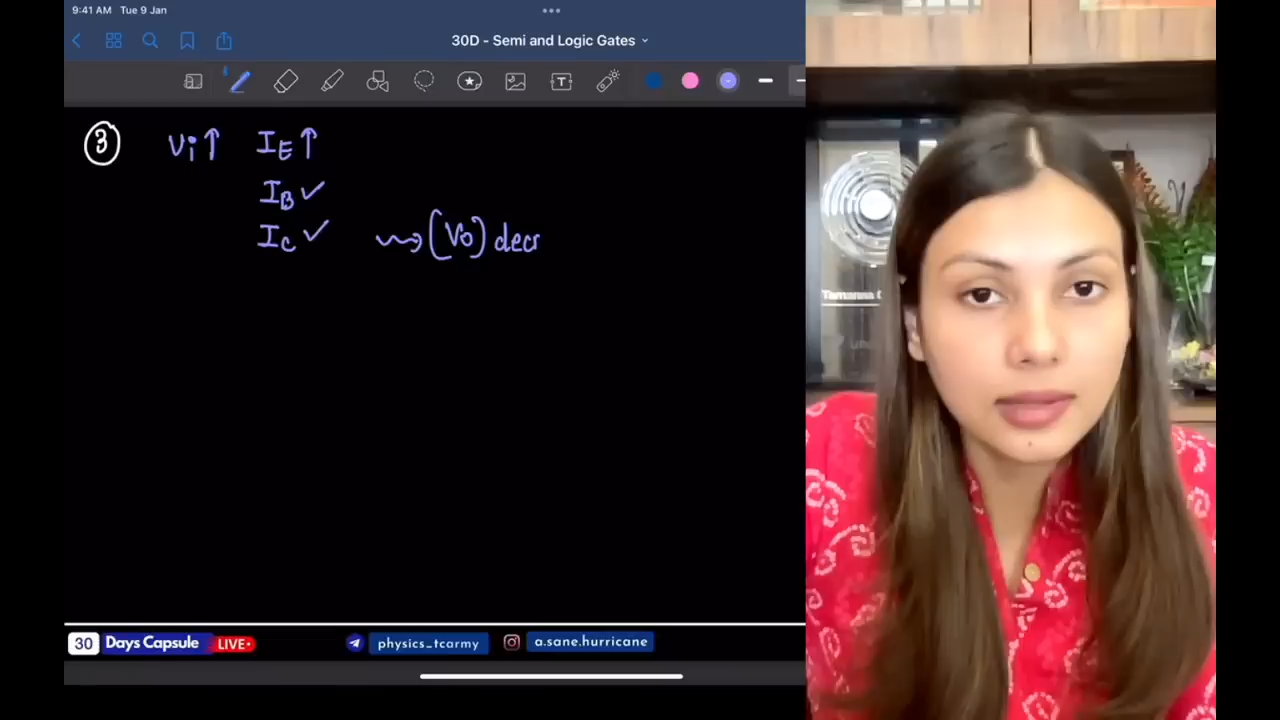 9:41 AM Tue 9 Jan
30D - Semi and Logic Gates
T
3 Vi↑ IE↑
IB ✓
IC ✓ ⇝ (Vo) decr
30 Days Capsule LIVE
physics_tcarmy
a.sane.hurricane